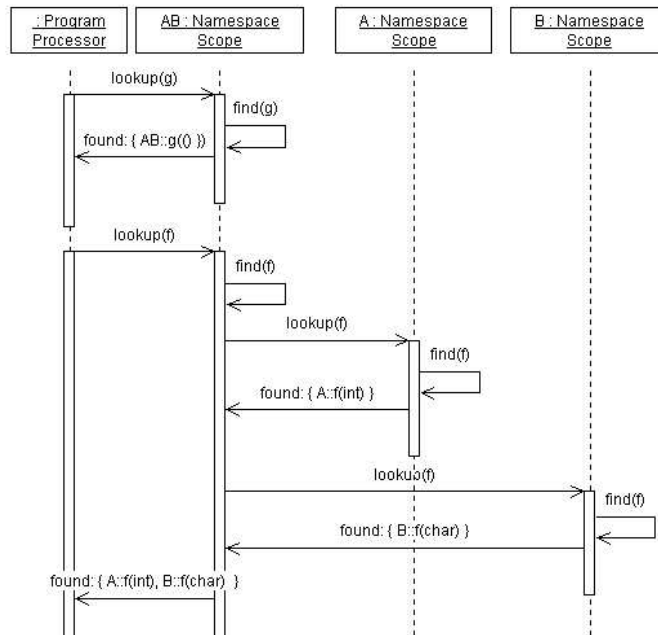 : Program
Processor
AB : Namespace
Scope
A : Namespace
Scope
B : Namespace
Scope
lookup(g)
find(g)
found: { AB::g(() })
lookup(f)
find(f)
lookup(f)
find(f)
found: { A::f(int) }
lookup(f)
find(f)
found: { B::f(char) }
found: { A::f(int), B::f(char) }